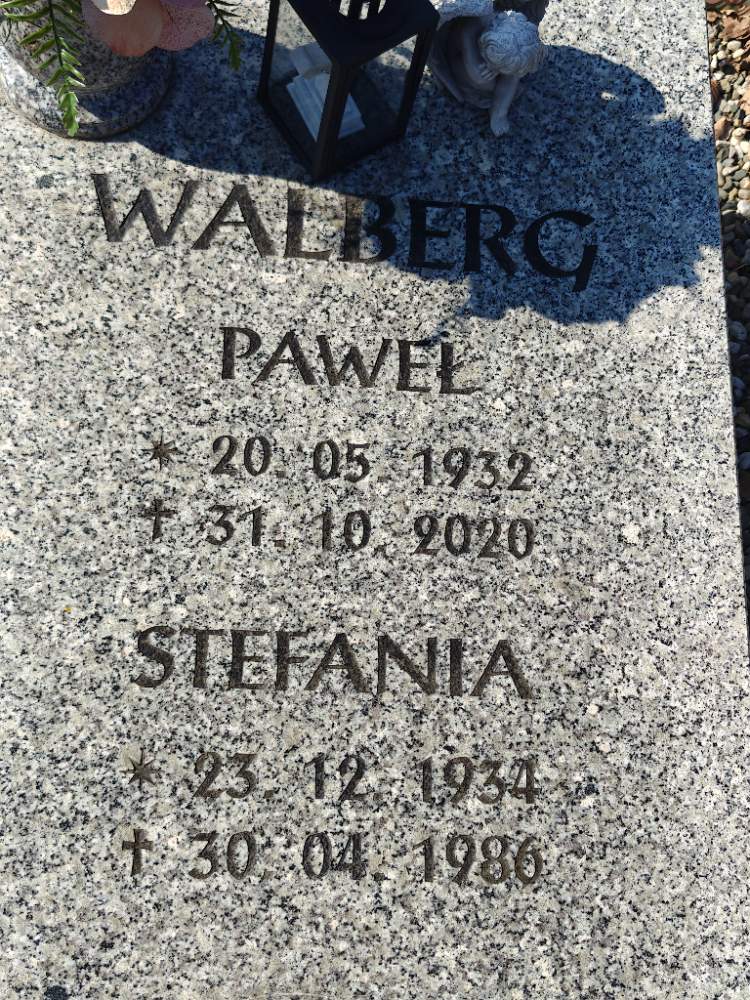 WALBERG
PAWEŁ
* 20. 05. 1932
† 31. 10. 2020
STEFANIA
* 23. 12. 1934
† 30. 04. 1986